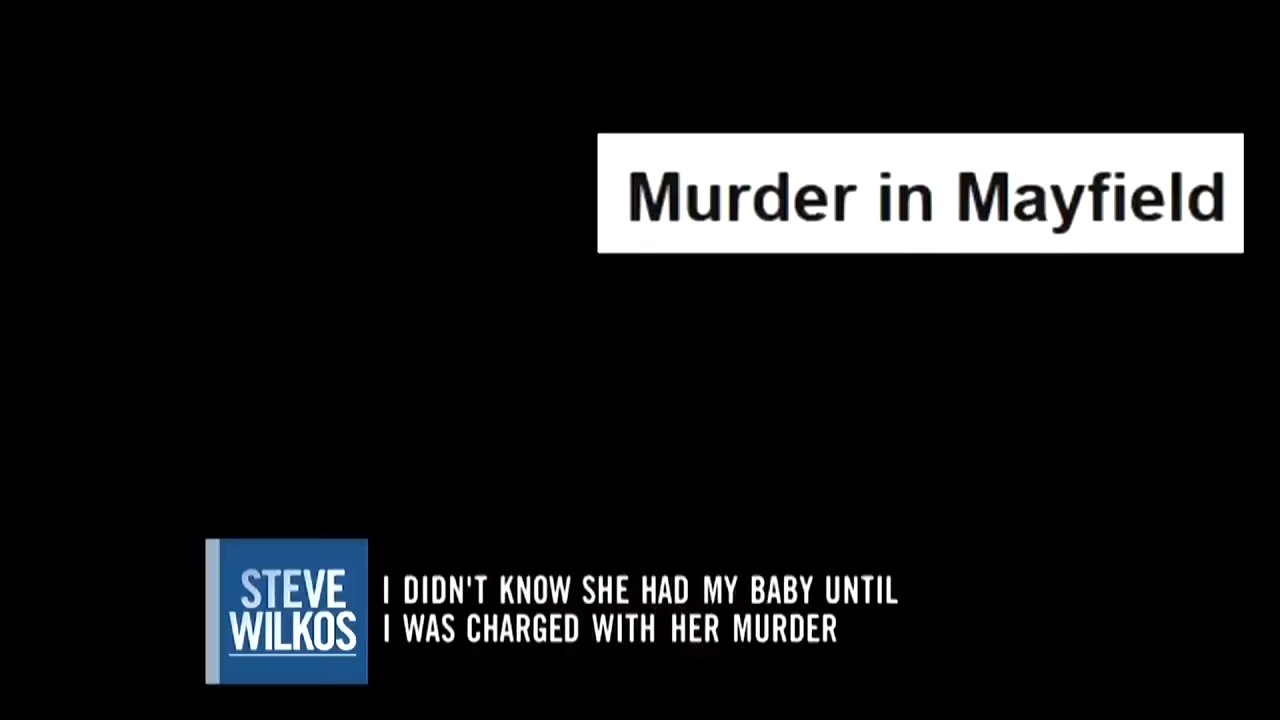 Murder in Mayfield
STEVE
WILKOS
I DIDN'T KNOW SHE HAD MY BABY UNTIL
I WAS CHARGED WITH HER MURDER